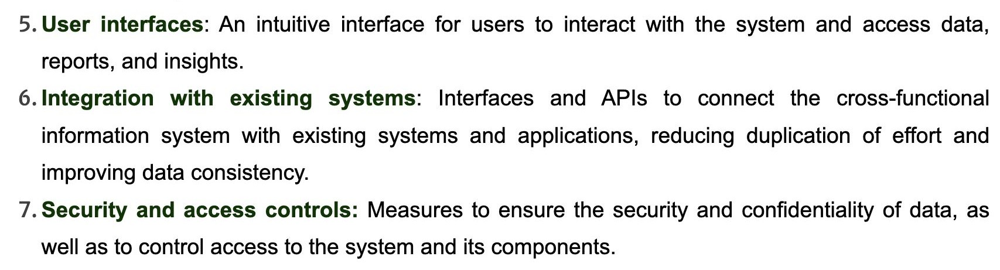 5. User interfaces: An intuitive interface for users to interact with the system and access data,
reports, and insights.
6. Integration with existing systems: Interfaces and APIs to connect the cross-functional
information system with existing systems and applications, reducing duplication of effort and
improving data consistency.
7. Security and access controls: Measures to ensure the security and confidentiality of data, as
well as to control access to the system and its components.